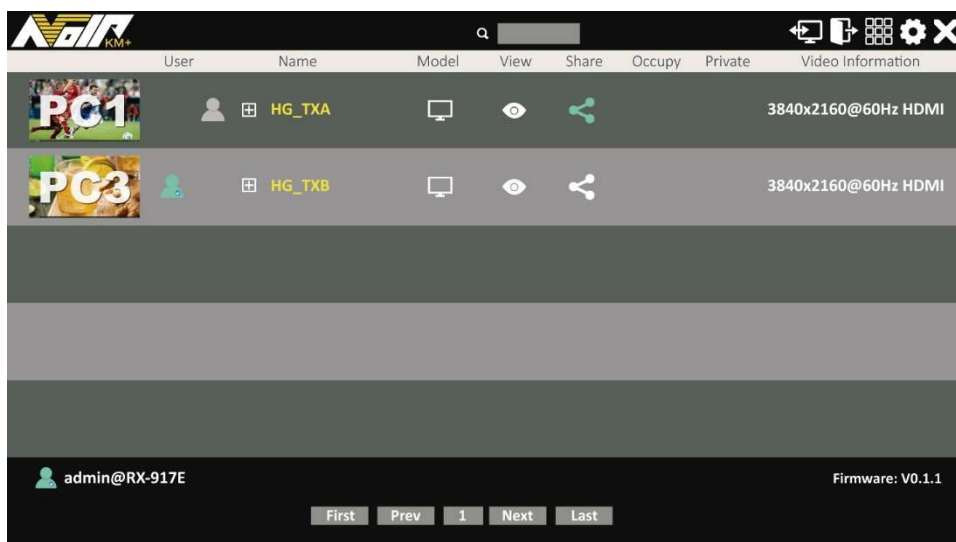 AVoIP
KM+
User Name Model View Share Occupy Private Video Information
PC1 HG_TXA 3840x2160@60Hz HDMI
PC3 HG_TXB 3840x2160@60Hz HDMI
admin@RX-917E Firmware: V0.1.1
First Prev 1 Next Last